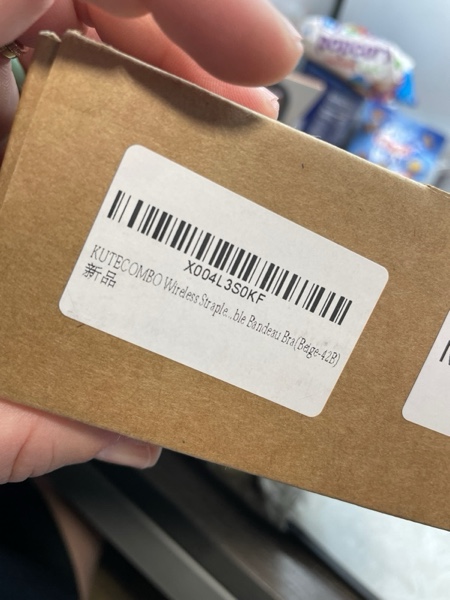 X004L3S0KF
KUTECOMBO Wireless Straple...ble Bandeau Bra(Beige-42B)
新品